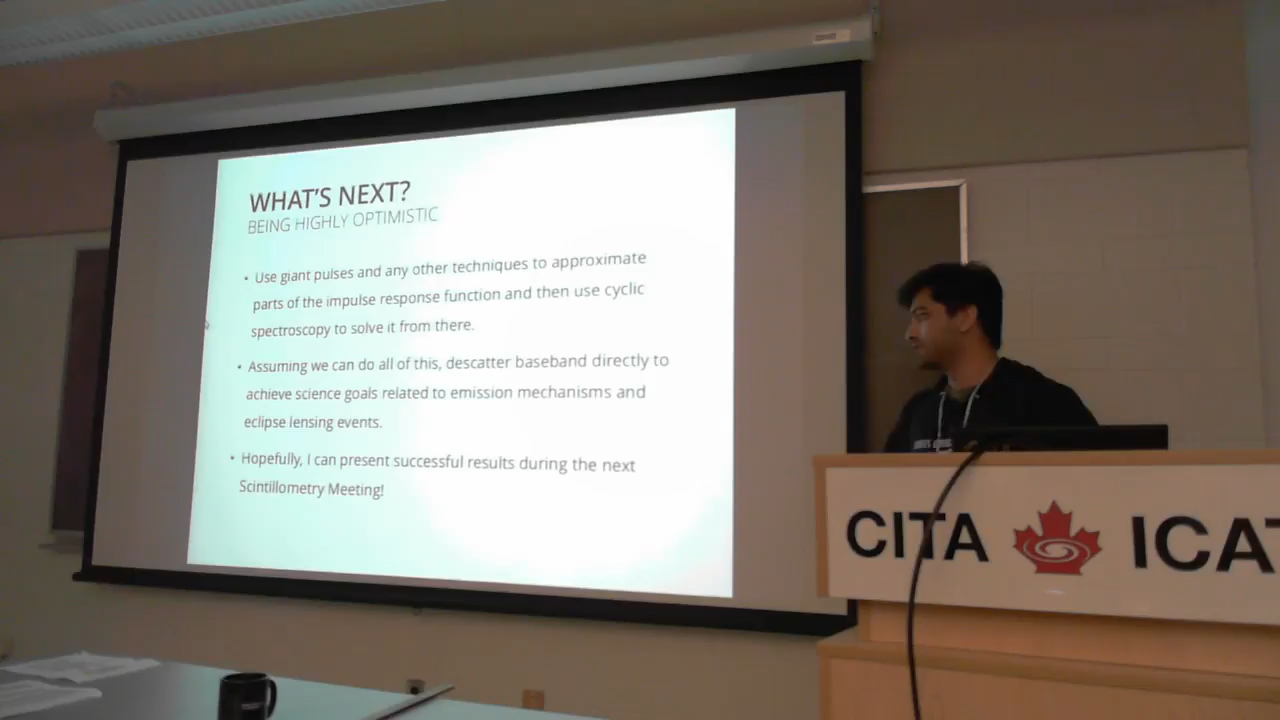 WHAT'S NEXT?
BEING HIGHLY OPTIMISTIC
• Use giant pulses and any other techniques to approximate
parts of the impulse response function and then use cyclic
spectroscopy to solve it from there.
• Assuming we can do all of this, descatter baseband directly to
achieve science goals related to emission mechanisms and
eclipse lensing events.
• Hopefully, I can present successful results during the next
Scintillometry Meeting!
CITA ICAT